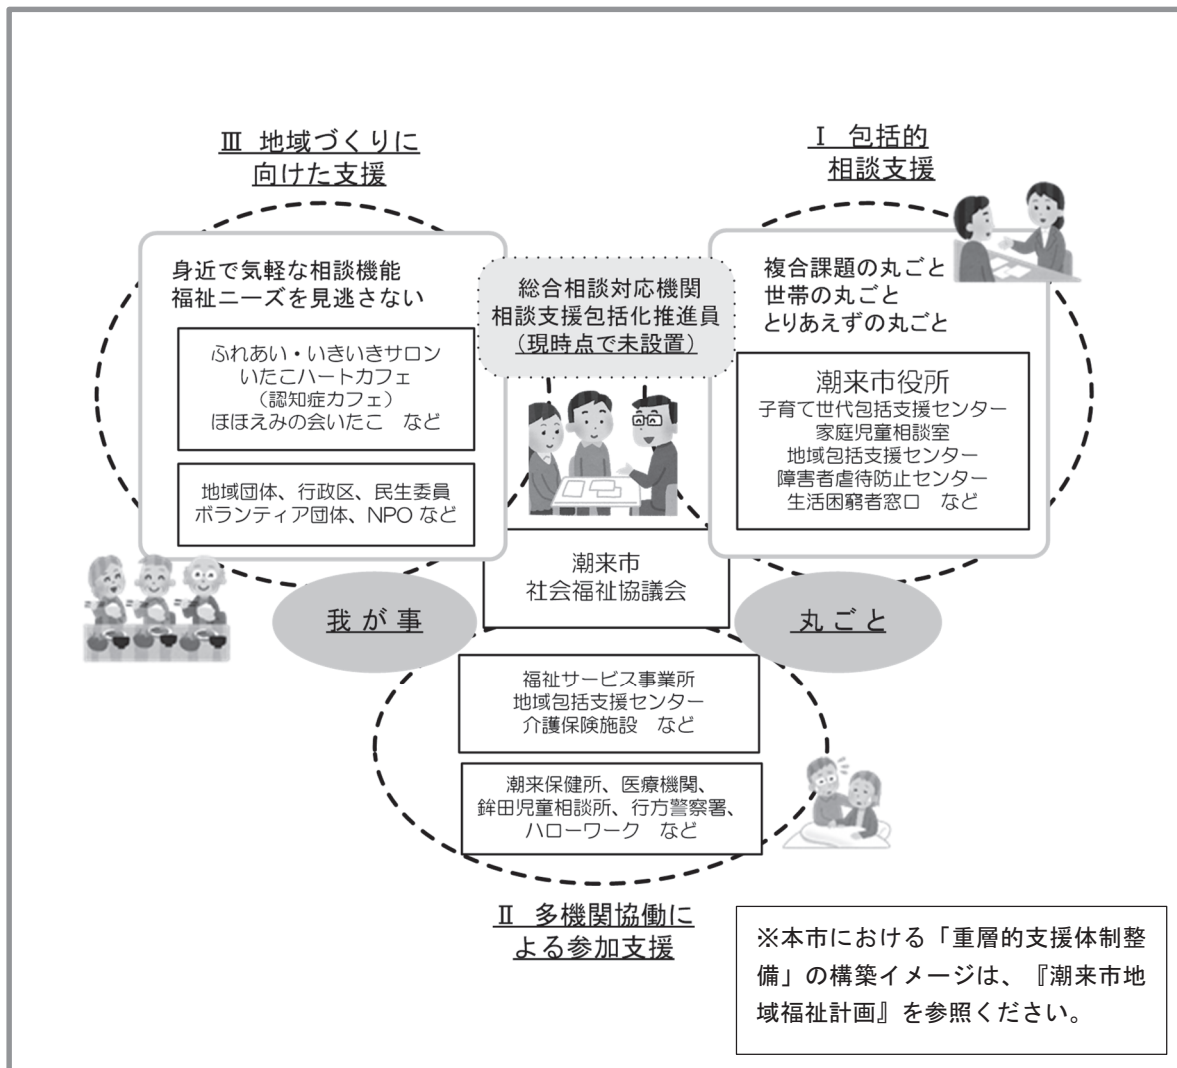 Ⅲ 地域づくりに
向けた支援
身近で気軽な相談機能
福祉ニーズを見逃さない
ふれあい・いきいきサロン
いたこハートカフェ
（認知症カフェ）
ほほえみの会いたこ　など
地域団体、行政区、民生委員
ボランティア団体、NPO など
我 が 事
総合相談対応機関
相談支援包括化推進員
（現時点で未設置）
潮来市
社会福祉協議会
Ⅰ 包括的
相談支援
複合課題の丸ごと
世帯の丸ごと
とりあえずの丸ごと
潮来市役所
子育て世代包括支援センター
家庭児童相談室
地域包括支援センター
障害者虐待防止センター
生活困窮者窓口　など
丸 ご と
福祉サービス事業所
地域包括支援センター
介護保険施設　など
潮来保健所、医療機関、
鉾田児童相談所、行方警察署、
ハローワーク　など
Ⅱ 多機関協働に
よる参加支援
※本市における「重層的支援体制整
備」の構築イメージは、『潮来市地
域福祉計画』を参照ください。